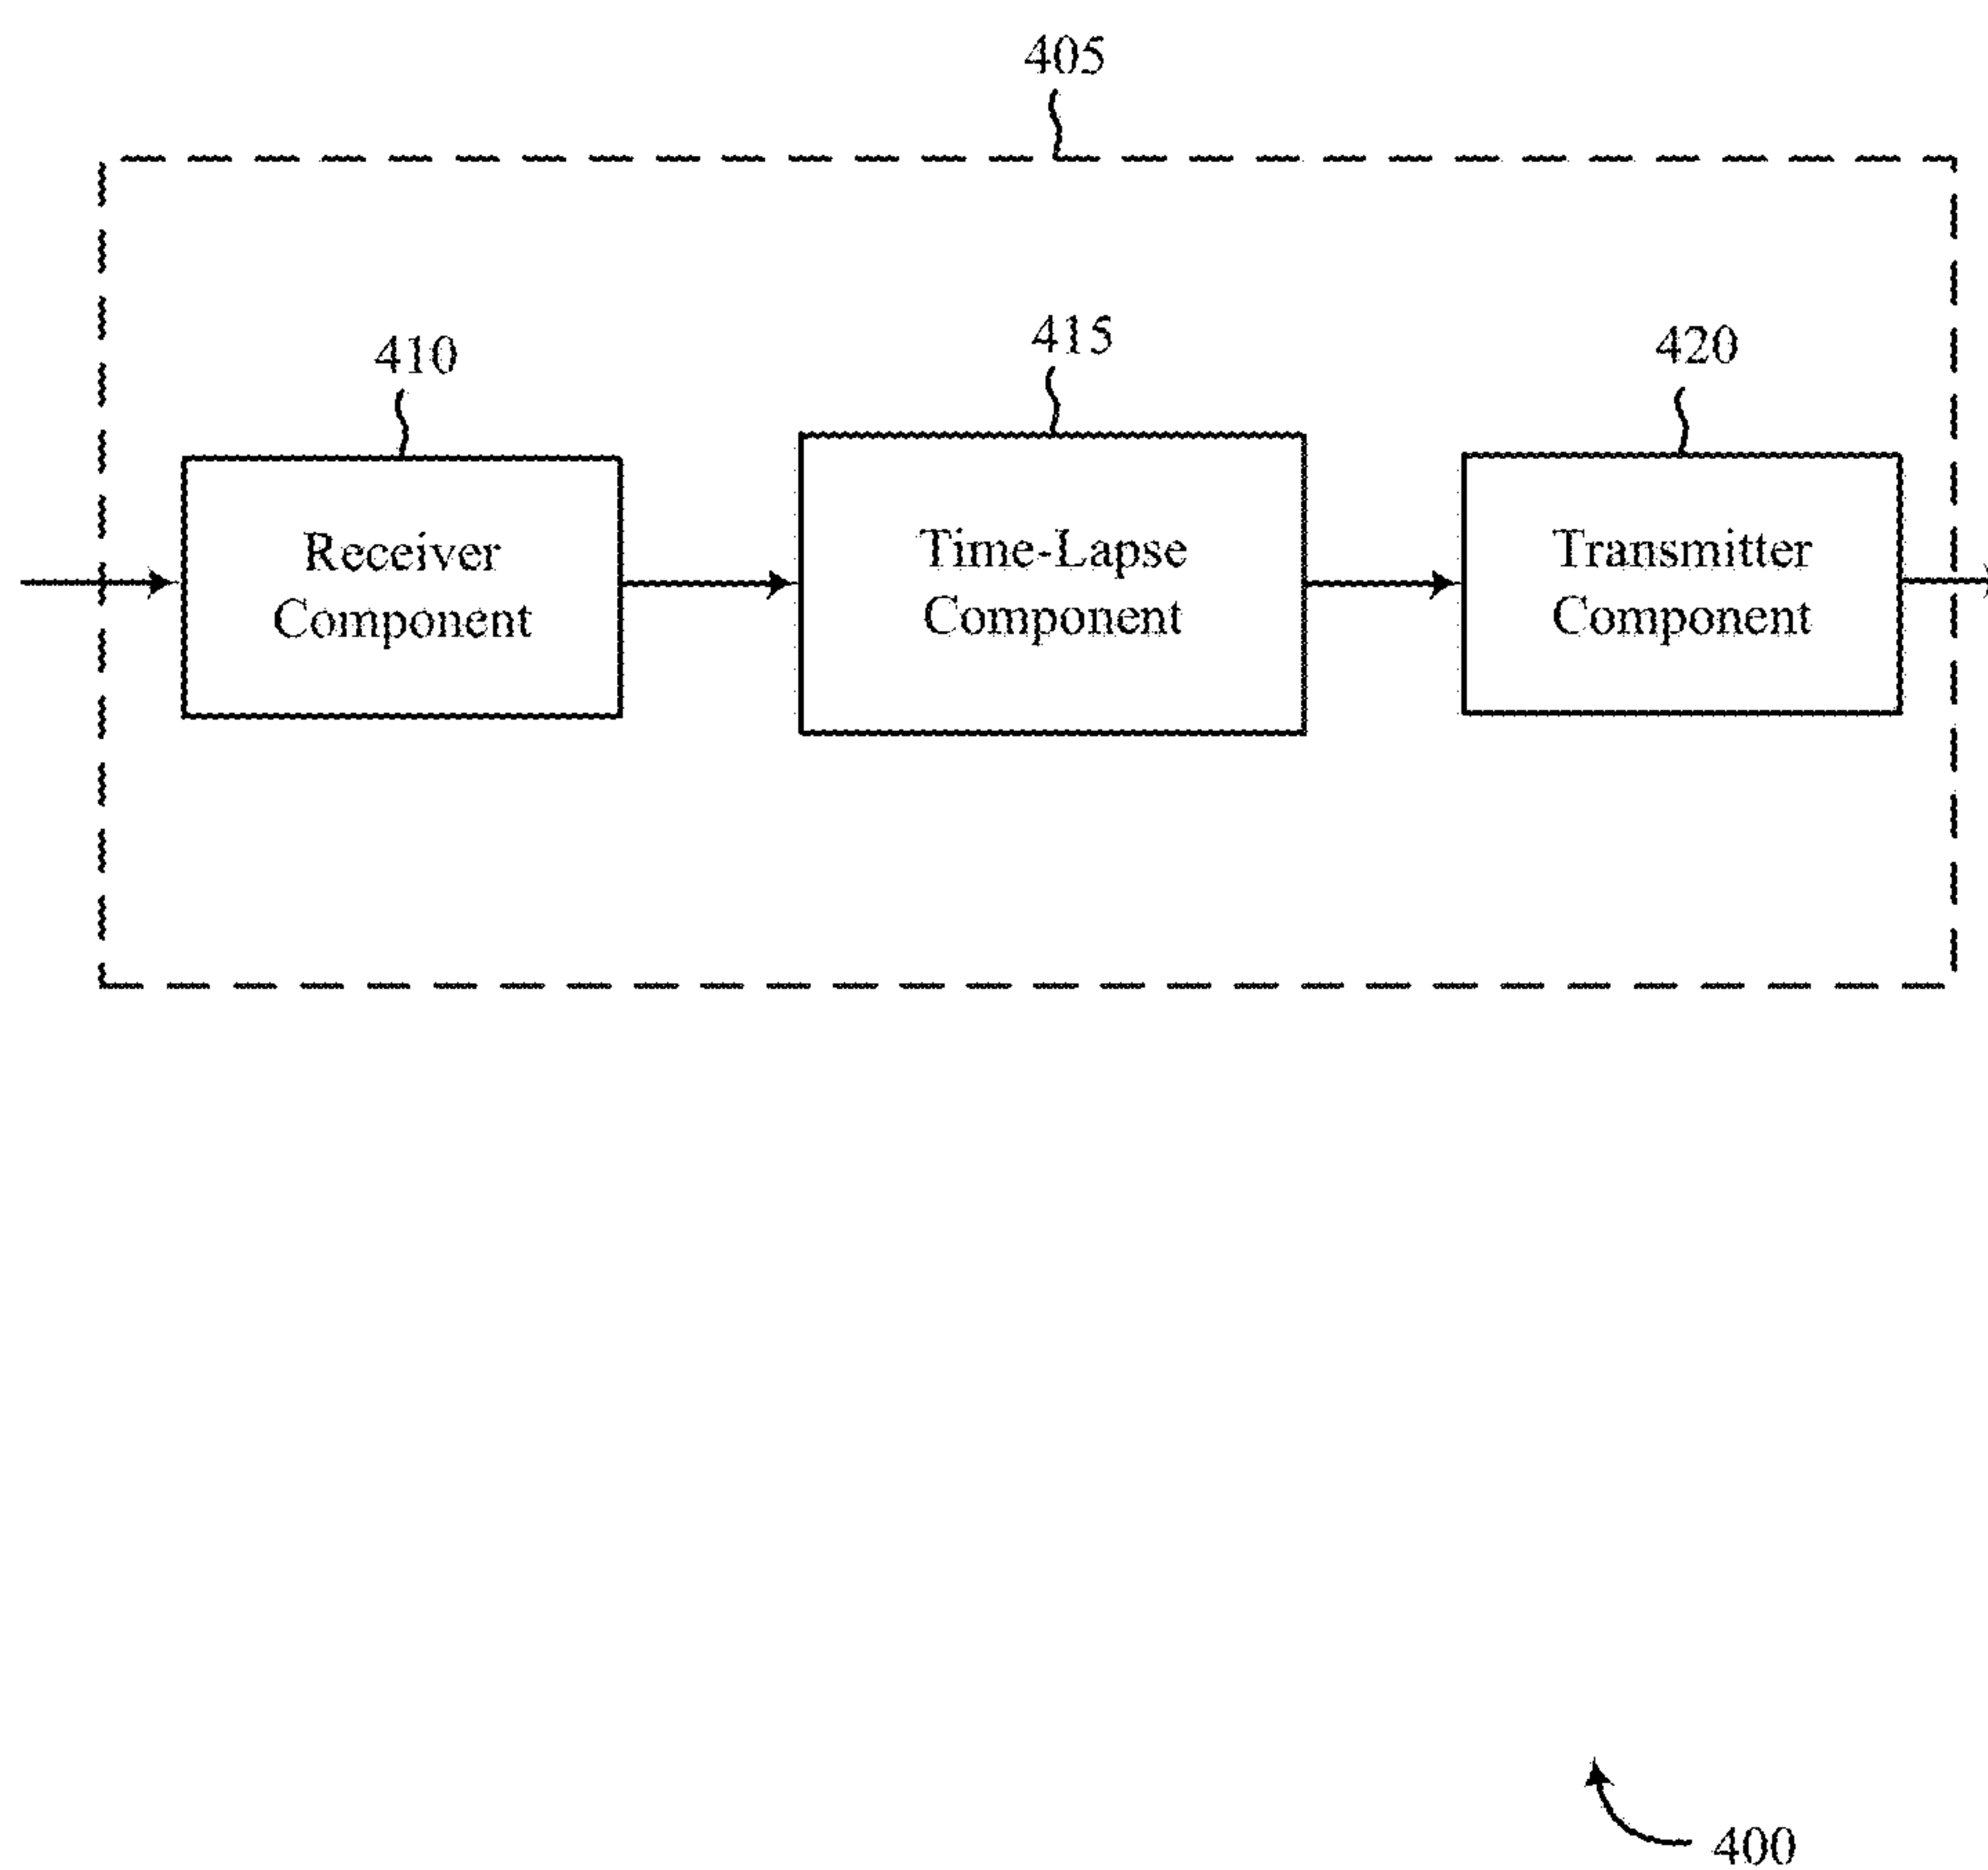 405
410
415
420
Receiver
Component
Time-Lapse
Component
Transmitter
Component
400